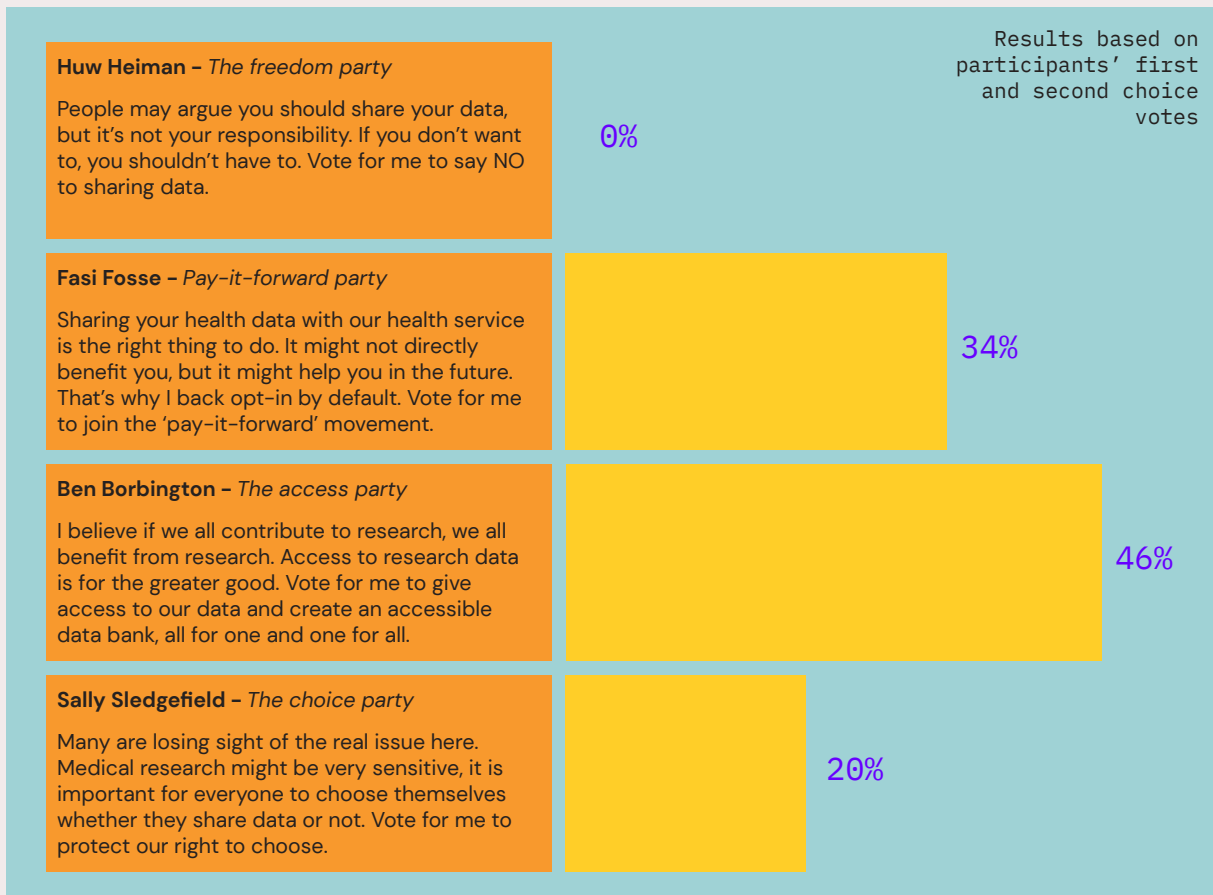 Results based on
participants’ first
and second choice
votes
Huw Heiman – The freedom party
People may argue you should share your data,
but it’s not your responsibility. If you don’t want
to, you shouldn’t have to. Vote for me to say NO
to sharing data.
0%
Fasi Fosse – Pay-it-forward party
Sharing your health data with our health service
is the right thing to do. It might not directly
benefit you, but it might help you in the future.
That’s why I back opt-in by default. Vote for me
to join the ‘pay-it-forward’ movement.
34%
Ben Borbington – The access party
I believe if we all contribute to research, we all
benefit from research. Access to research data
is for the greater good. Vote for me to give
access to our data and create an accessible
data bank, all for one and one for all.
46%
Sally Sledgefield – The choice party
Many are losing sight of the real issue here.
Medical research might be very sensitive, it is
important for everyone to choose themselves
whether they share data or not. Vote for me to
protect our right to choose.
20%